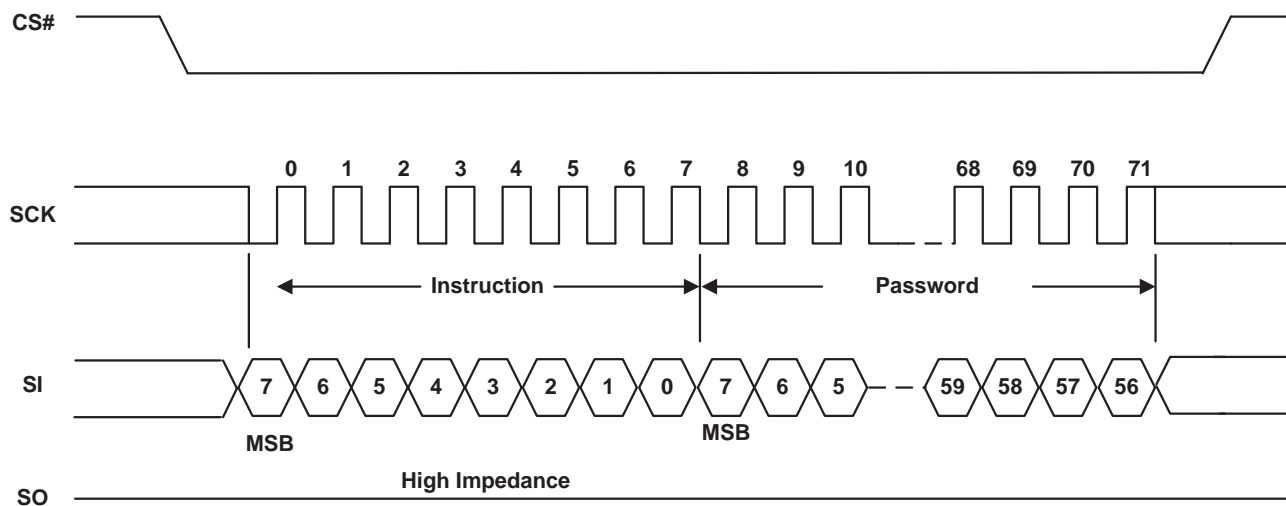 CS#
0 1 2 3 4 5 6 7 8 9 10 68 69 70 71
SCK
Instruction Password
SI 7 6 5 4 3 2 1 0 7 6 5 59 58 57 56
MSB MSB
High Impedance
SO